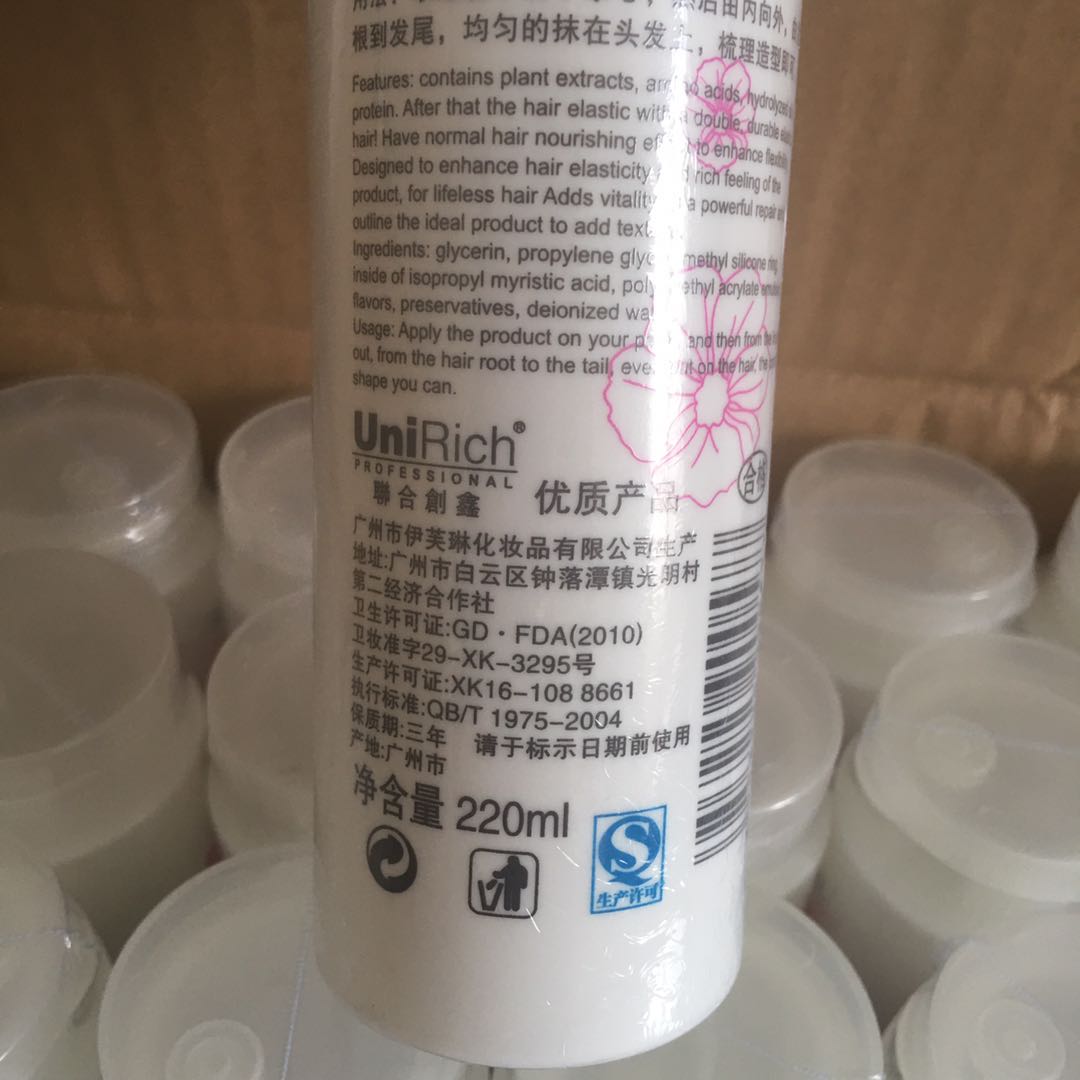 根到发尾，均匀的抹在头发上，梳理造型即可
Features: contains plant extracts, amino acids, hydrolyzed
protein. After that the hair elastic with a double, durable
hair! Have normal hair nourishing to enhance flexibility
Designed to enhance hair elasticity rich feeling of the
product, for lifeless hair Adds vitality a powerful repair
outline the ideal product to add
Ingredients: glycerin, propylene methyl silicone ring
inside of isopropyl myristic acid, ethyl acrylate
flavors, preservatives, deionized
Usage: Apply the product on your and then from the
out, from the hair root to the tail on the hair, the
shape you can.
UniRich®
PROFESSIONAL
聯合創鑫
优质产品
合格
广州市伊芙琳化妆品有限公司生产
地址:广州市白云区钟落潭镇光明村
第二经济合作社
卫生许可证:GD·FDA(2010)
卫妆准字29-XK-3295号
生产许可证:XK16-108 8661
执行标准:QB/T 1975-2004
保质期:三年 请于标示日期前使用
产地:广州市
净含量 220ml
生产许可